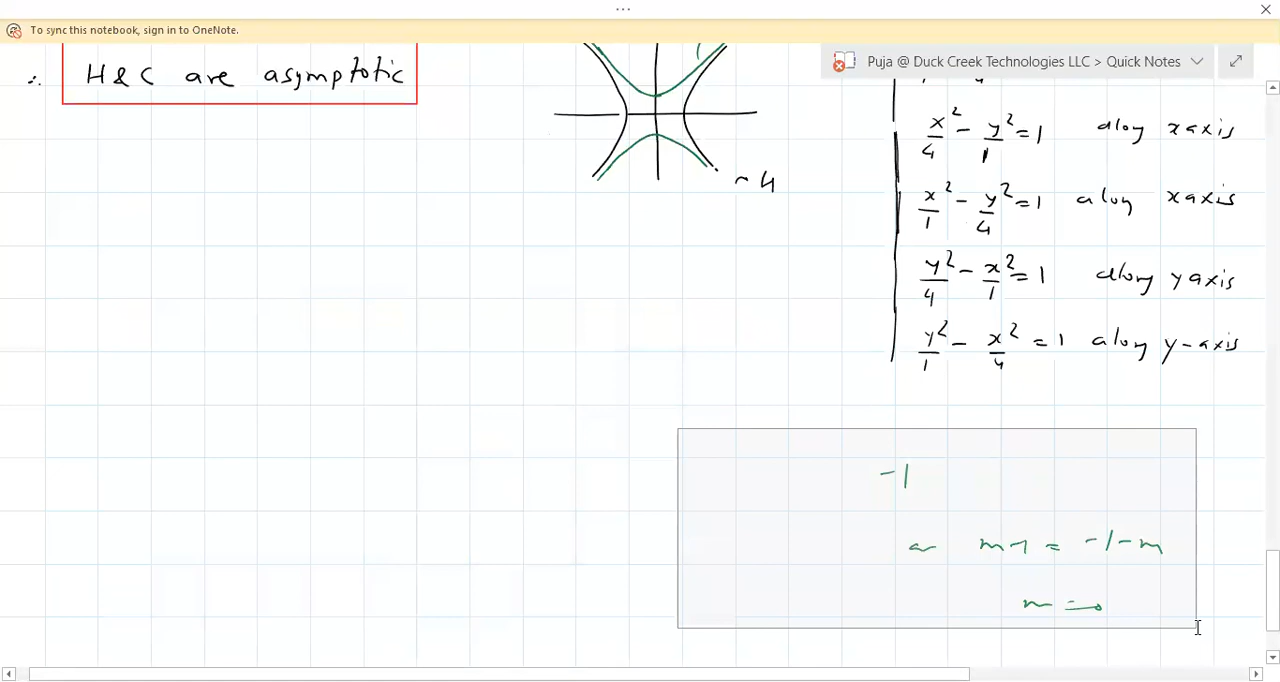 To sync this notebook, sign in to OneNote.
Puja @ Duck Creek Technologies LLC > Quick Notes
∴ H & C are asymptotic
~ 4
x²/4 - y²/1 = 1 along x axis
x²/1 - y²/4 = 1 along x axis
y²/4 - x²/1 = 1 along y axis
y²/1 - x²/4 = 1 along y-axis
-1
m-1 = -1-m
m = 0